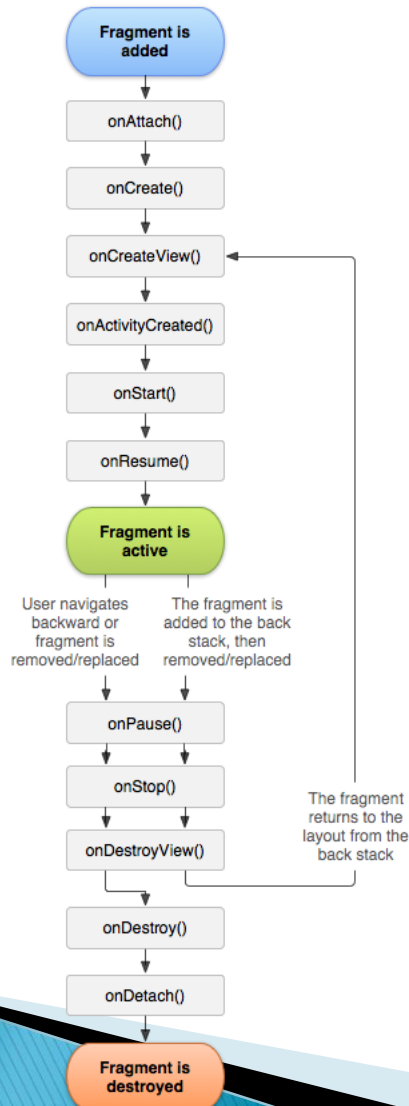 Fragment is
added
onAttach()
onCreate()
onCreateView()
onActivityCreated()
onStart()
onResume()
Fragment is
active
User navigates
backward or
fragment is
removed/replaced
The fragment is
added to the back
stack, then
removed/replaced
onPause()
onStop()
onDestroyView()
The fragment
returns to the
layout from the
back stack
onDestroy()
onDetach()
Fragment is
destroyed